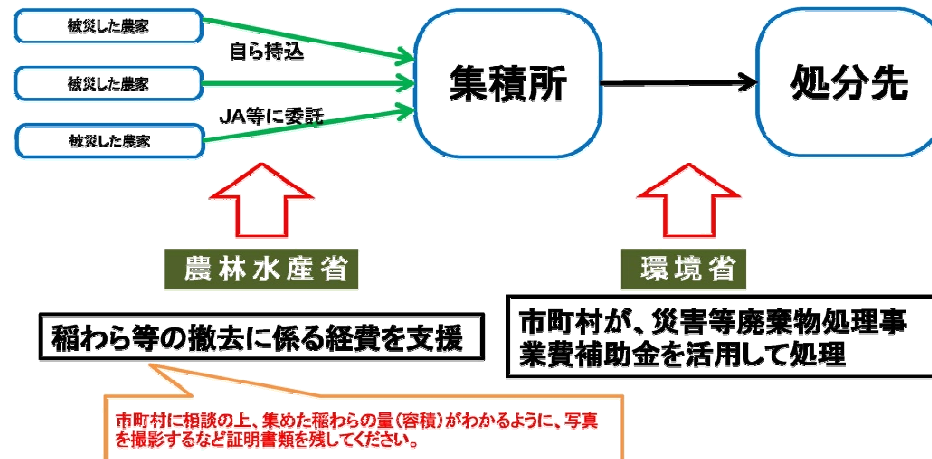 被災した農家
自ら持込
被災した農家
JA等に委託
被災した農家
集積所
処分先
農林水産省
環境省
稲わら等の撤去に係る経費を支援
市町村が、災害等廃棄物処理事
業費補助金を活用して処理
市町村に相談の上、集めた稲わらの量(容積)がわかるように、写真
を撮影するなど証明書類を残してください。